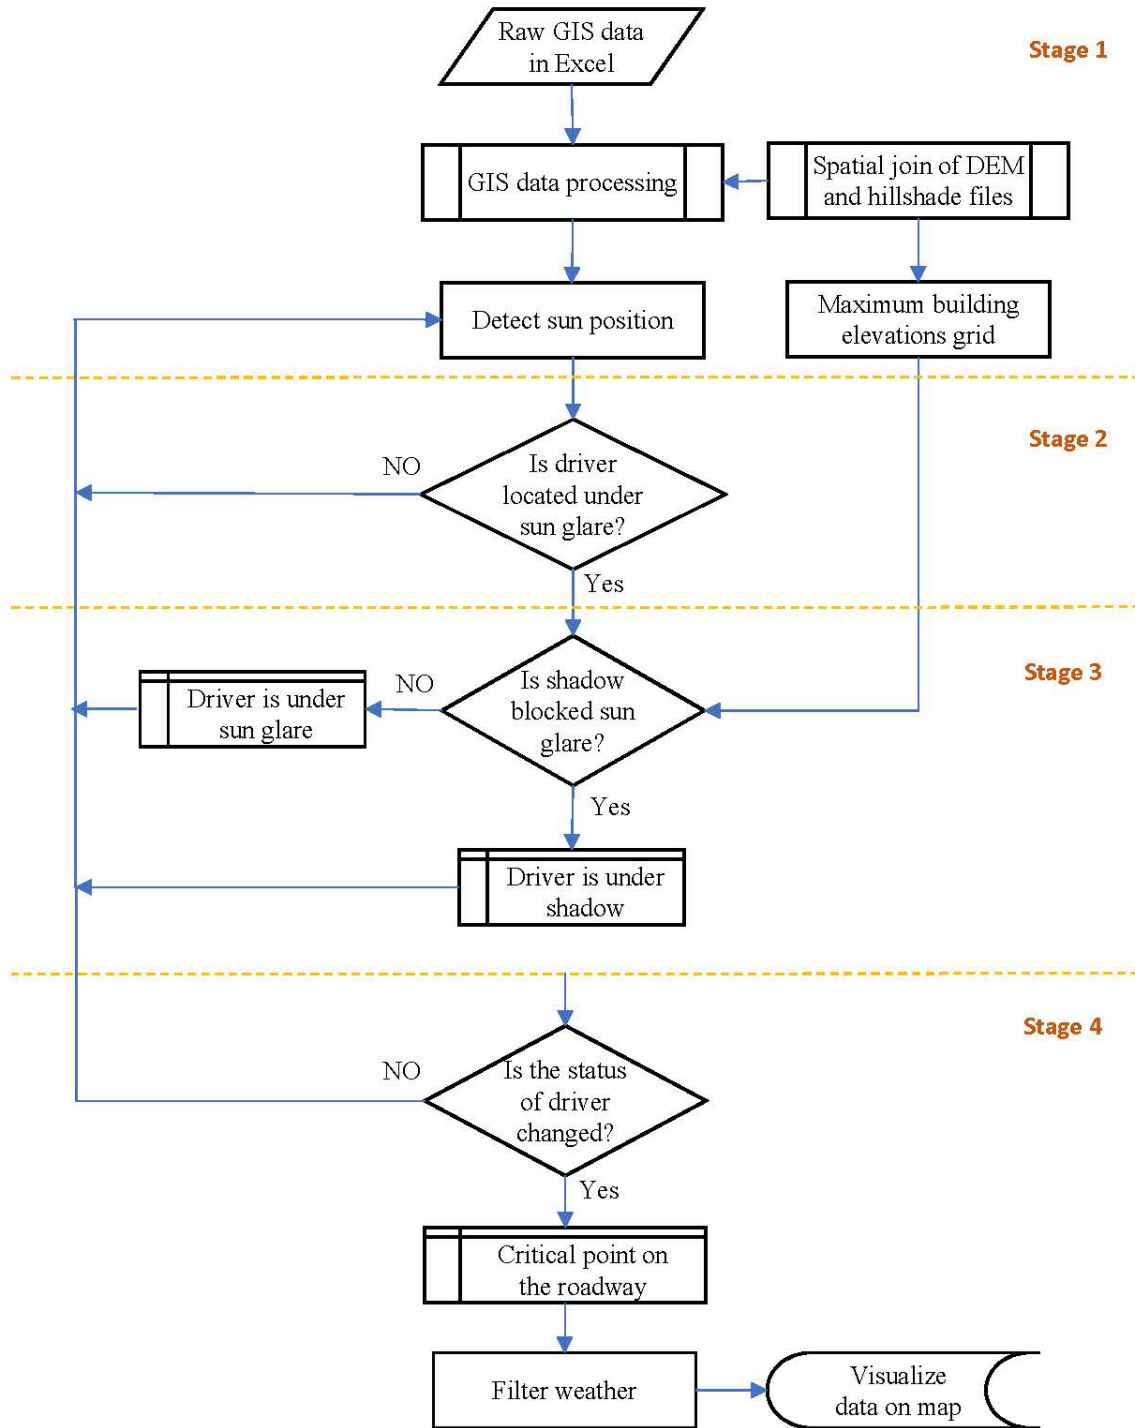 Raw GIS data
in Excel
Stage 1
GIS data processing
Spatial join of DEM
and hillshade files
Detect sun position
Maximum building
elevations grid
Stage 2
NO
Is driver
located under
sun glare?
Yes
Stage 3
Driver is under
sun glare
NO
Is shadow
blocked sun
glare?
Yes
Driver is under
shadow
Stage 4
NO
Is the status
of driver
changed?
Yes
Critical point on
the roadway
Filter weather
Visualize
data on map